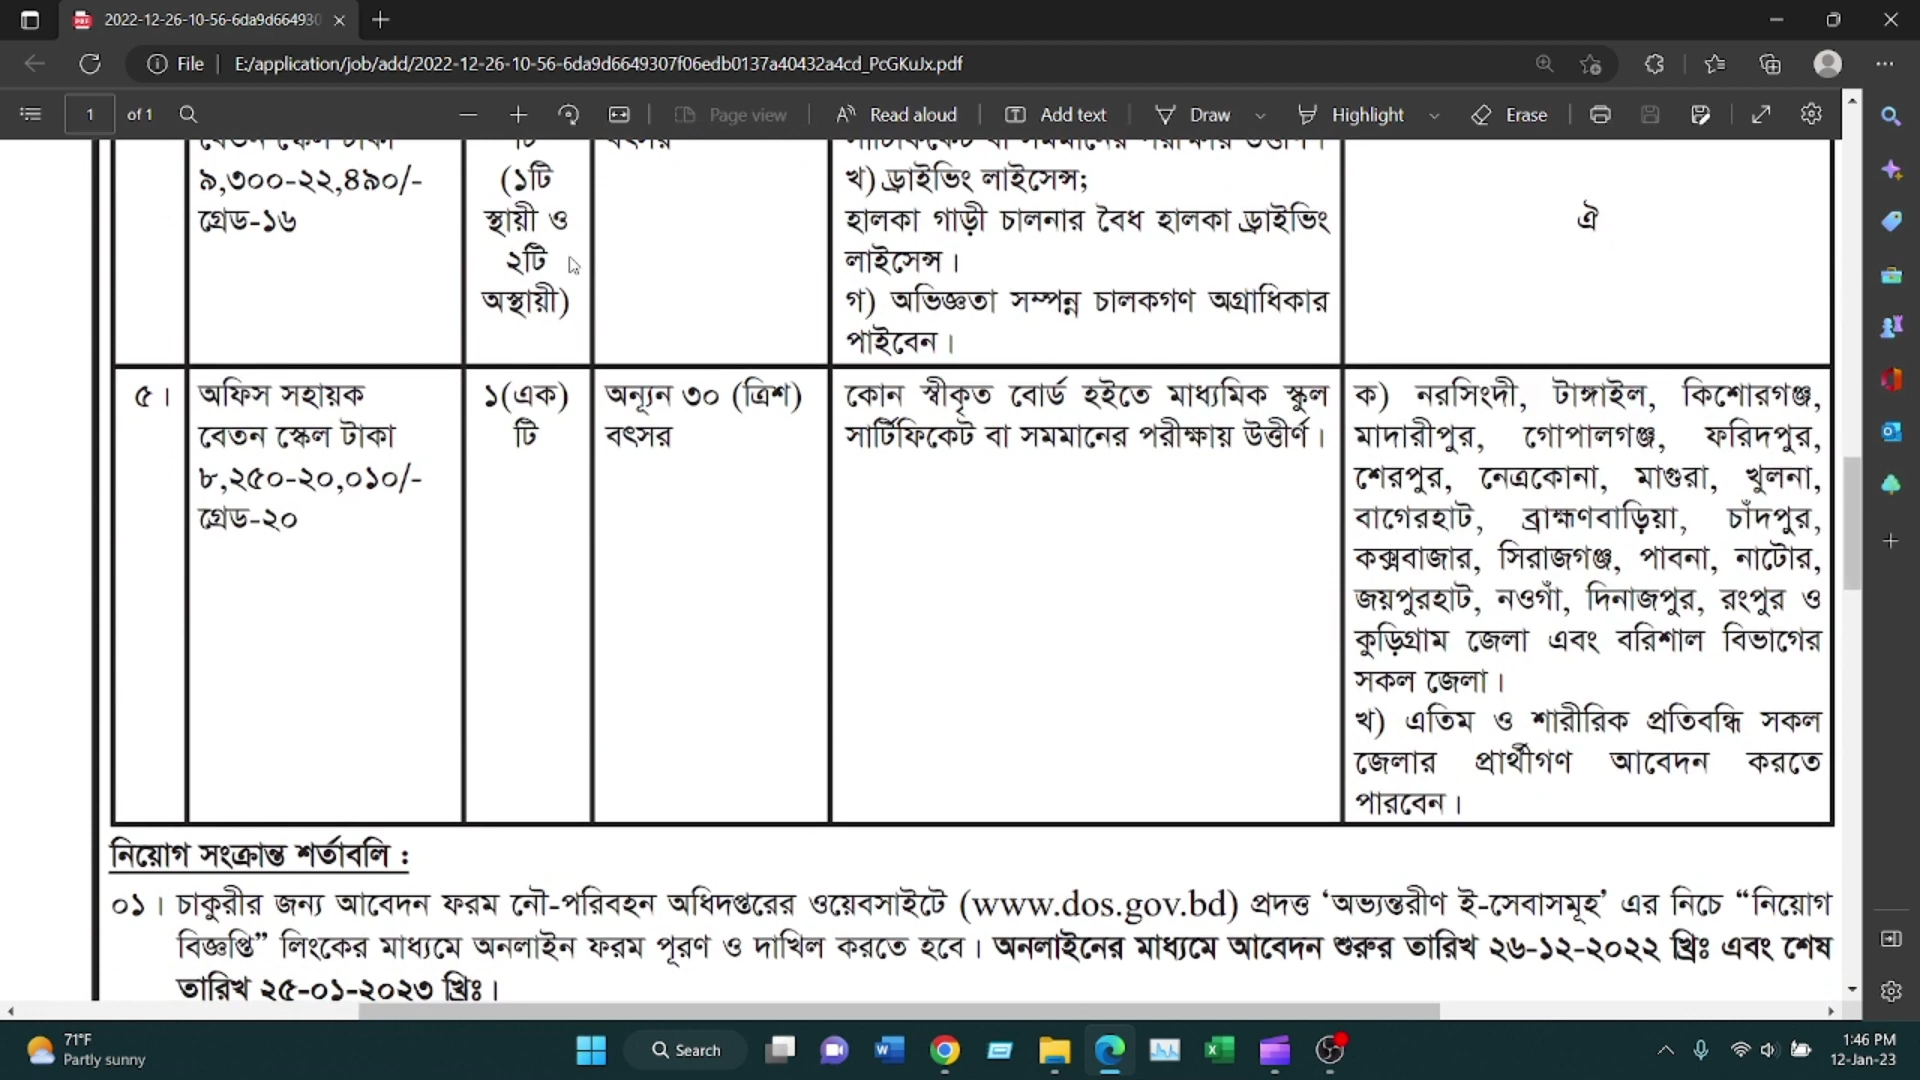 2022-12-26-10-56-6da9d6649307
File
E:/application/job/add/2022-12-26-10-56-6da9d6649307f06edb0137a40432a4cd_PcGKuJx.pdf
1 of 1 Page view Read aloud Add text Draw Highlight Erase
৯,৩০০-২২,৪৯০/-
গ্রেড-১৬
(১টি
স্থায়ী ও
২টি
অস্থায়ী)
খ) ড্রাইভিং লাইসেন্স;
হালকা গাড়ী চালনার বৈধ হালকা ড্রাইভিং
লাইসেন্স।
গ) অভিজ্ঞতা সম্পন্ন চালকগণ অগ্রাধিকার
পাইবেন।
ঐ
৫।
অফিস সহায়ক
বেতন স্কেল টাকা
৮,২৫০-২০,০১০/-
গ্রেড-২০
১(এক)
টি
অন্যূন ৩০ (ত্রিশ)
বৎসর
কোন স্বীকৃত বোর্ড হইতে মাধ্যমিক স্কুল
সার্টিফিকেট বা সমমানের পরীক্ষায় উত্তীর্ণ।
ক) নরসিংদী, টাঙ্গাইল, কিশোরগঞ্জ,
মাদারীপুর, গোপালগঞ্জ, ফরিদপুর,
শেরপুর, নেত্রকোনা, মাগুরা, খুলনা,
বাগেরহাট, ব্রাহ্মণবাড়িয়া, চাঁদপুর,
কক্সবাজার, সিরাজগঞ্জ, পাবনা, নাটোর,
জয়পুরহাট, নওগাঁ, দিনাজপুর, রংপুর ও
কুড়িগ্রাম জেলা এবং বরিশাল বিভাগের
সকল জেলা।
খ) এতিম ও শারীরিক প্রতিবন্ধি সকল
জেলার প্রার্থীগণ আবেদন করতে
পারবেন।
নিয়োগ সংক্রান্ত শর্তাবলি :
০১। চাকুরীর জন্য আবেদন ফরম নৌ-পরিবহন অধিদপ্তরের ওয়েবসাইটে (www.dos.gov.bd) প্রদত্ত ‘অভ্যন্তরীণ ই-সেবাসমূহ’ এর নিচে “নিয়োগ
বিজ্ঞপ্তি” লিংকের মাধ্যমে অনলাইন ফরম পূরণ ও দাখিল করতে হবে। অনলাইনের মাধ্যমে আবেদন শুরুর তারিখ ২৬-১২-২০২২ খ্রিঃ এবং শেষ
তারিখ ২৫-০১-২০২৩ খ্রিঃ।
71°F
Partly sunny
Search
1:46 PM
12-Jan-23